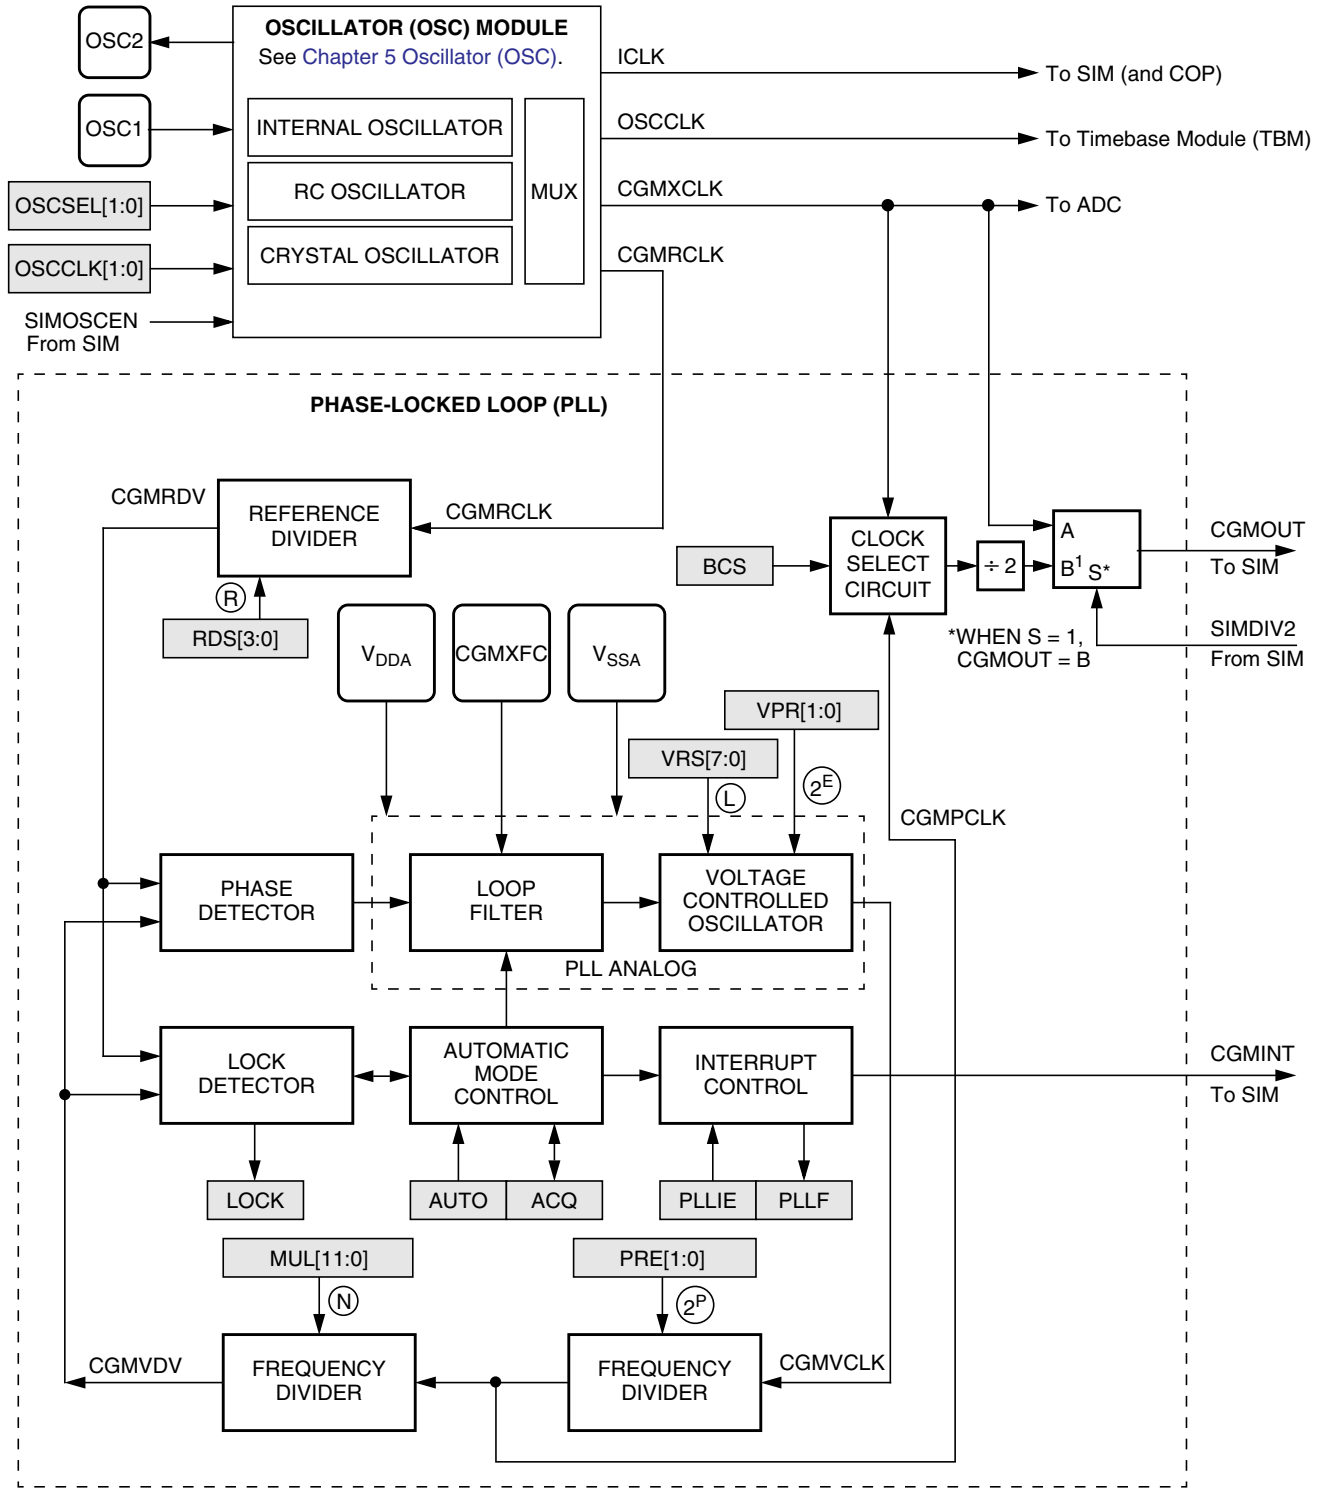 OSC2
OSCILLATOR (OSC) MODULE
See Chapter 5 Oscillator (OSC).
ICLK
To SIM (and COP)
OSC1
INTERNAL OSCILLATOR
OSCCLK
To Timebase Module (TBM)
OSCSEL[1:0]
RC OSCILLATOR
MUX
CGMXCLK
To ADC
OSCCLK[1:0]
CRYSTAL OSCILLATOR
CGMRCLK
SIMOSCEN
From SIM
PHASE-LOCKED LOOP (PLL)
CGMRDV
REFERENCE
DIVIDER
CGMRCLK
R
RDS[3:0]
BCS
CLOCK
SELECT
CIRCUIT
÷ 2
A
B¹ S*
CGMOUT
To SIM
*WHEN S = 1,
CGMOUT = B
SIMDIV2
From SIM
VDDA
CGMXFC
VSSA
VPR[1:0]
VRS[7:0]
L
2^E
CGMPCLK
PHASE
DETECTOR
LOOP
FILTER
VOLTAGE
CONTROLLED
OSCILLATOR
PLL ANALOG
LOCK
DETECTOR
AUTOMATIC
MODE
CONTROL
INTERRUPT
CONTROL
CGMINT
To SIM
LOCK
AUTO
ACQ
PLLIE
PLLF
MUL[11:0]
PRE[1:0]
N
2^P
CGMVDV
FREQUENCY
DIVIDER
FREQUENCY
DIVIDER
CGMVCLK